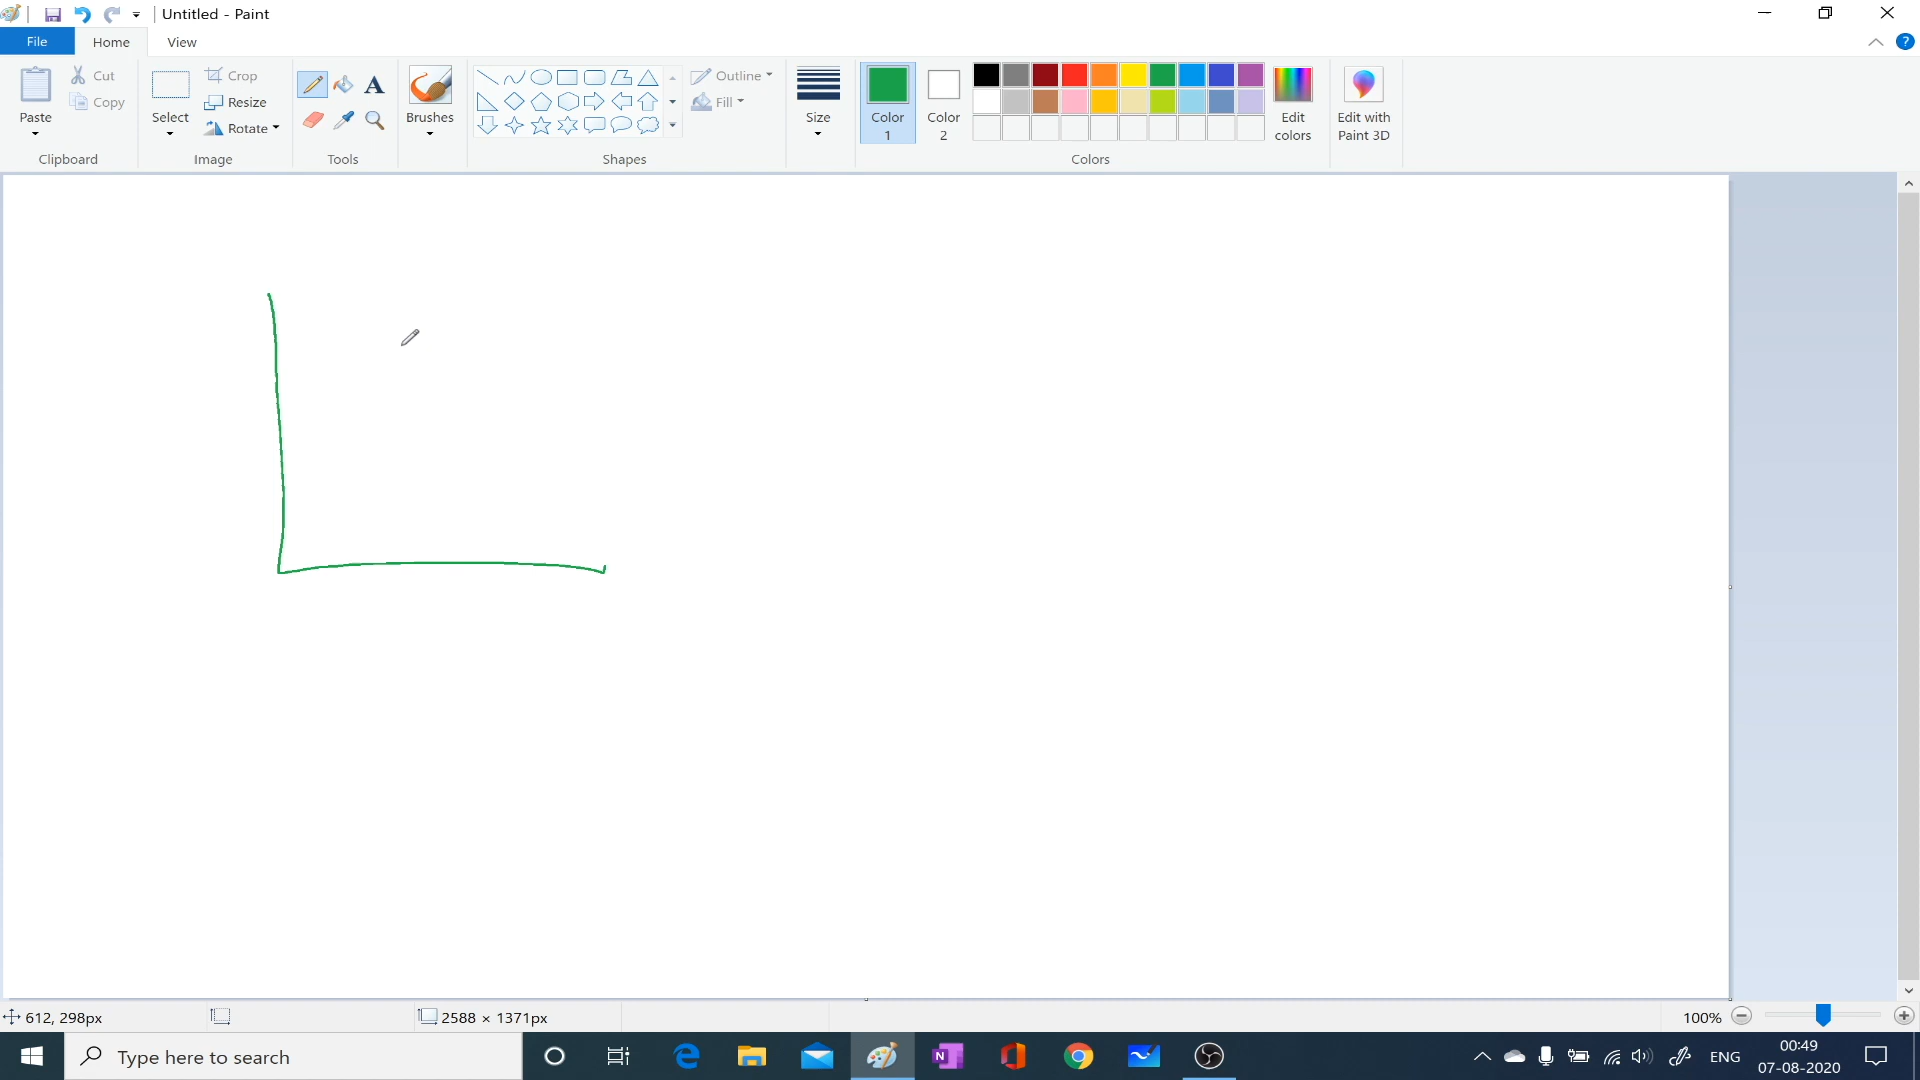 Untitled - Paint
File
Home
View
Paste
Cut
Copy
Clipboard
Select
Crop
Resize
Rotate
Image
A
Tools
Brushes
Outline
Fill
Shapes
Size
Color 1
Color 2
Edit colors
Edit with Paint 3D
Colors
612, 298px
2588 × 1371px
100%
Type here to search
ENG
00:49
07-08-2020